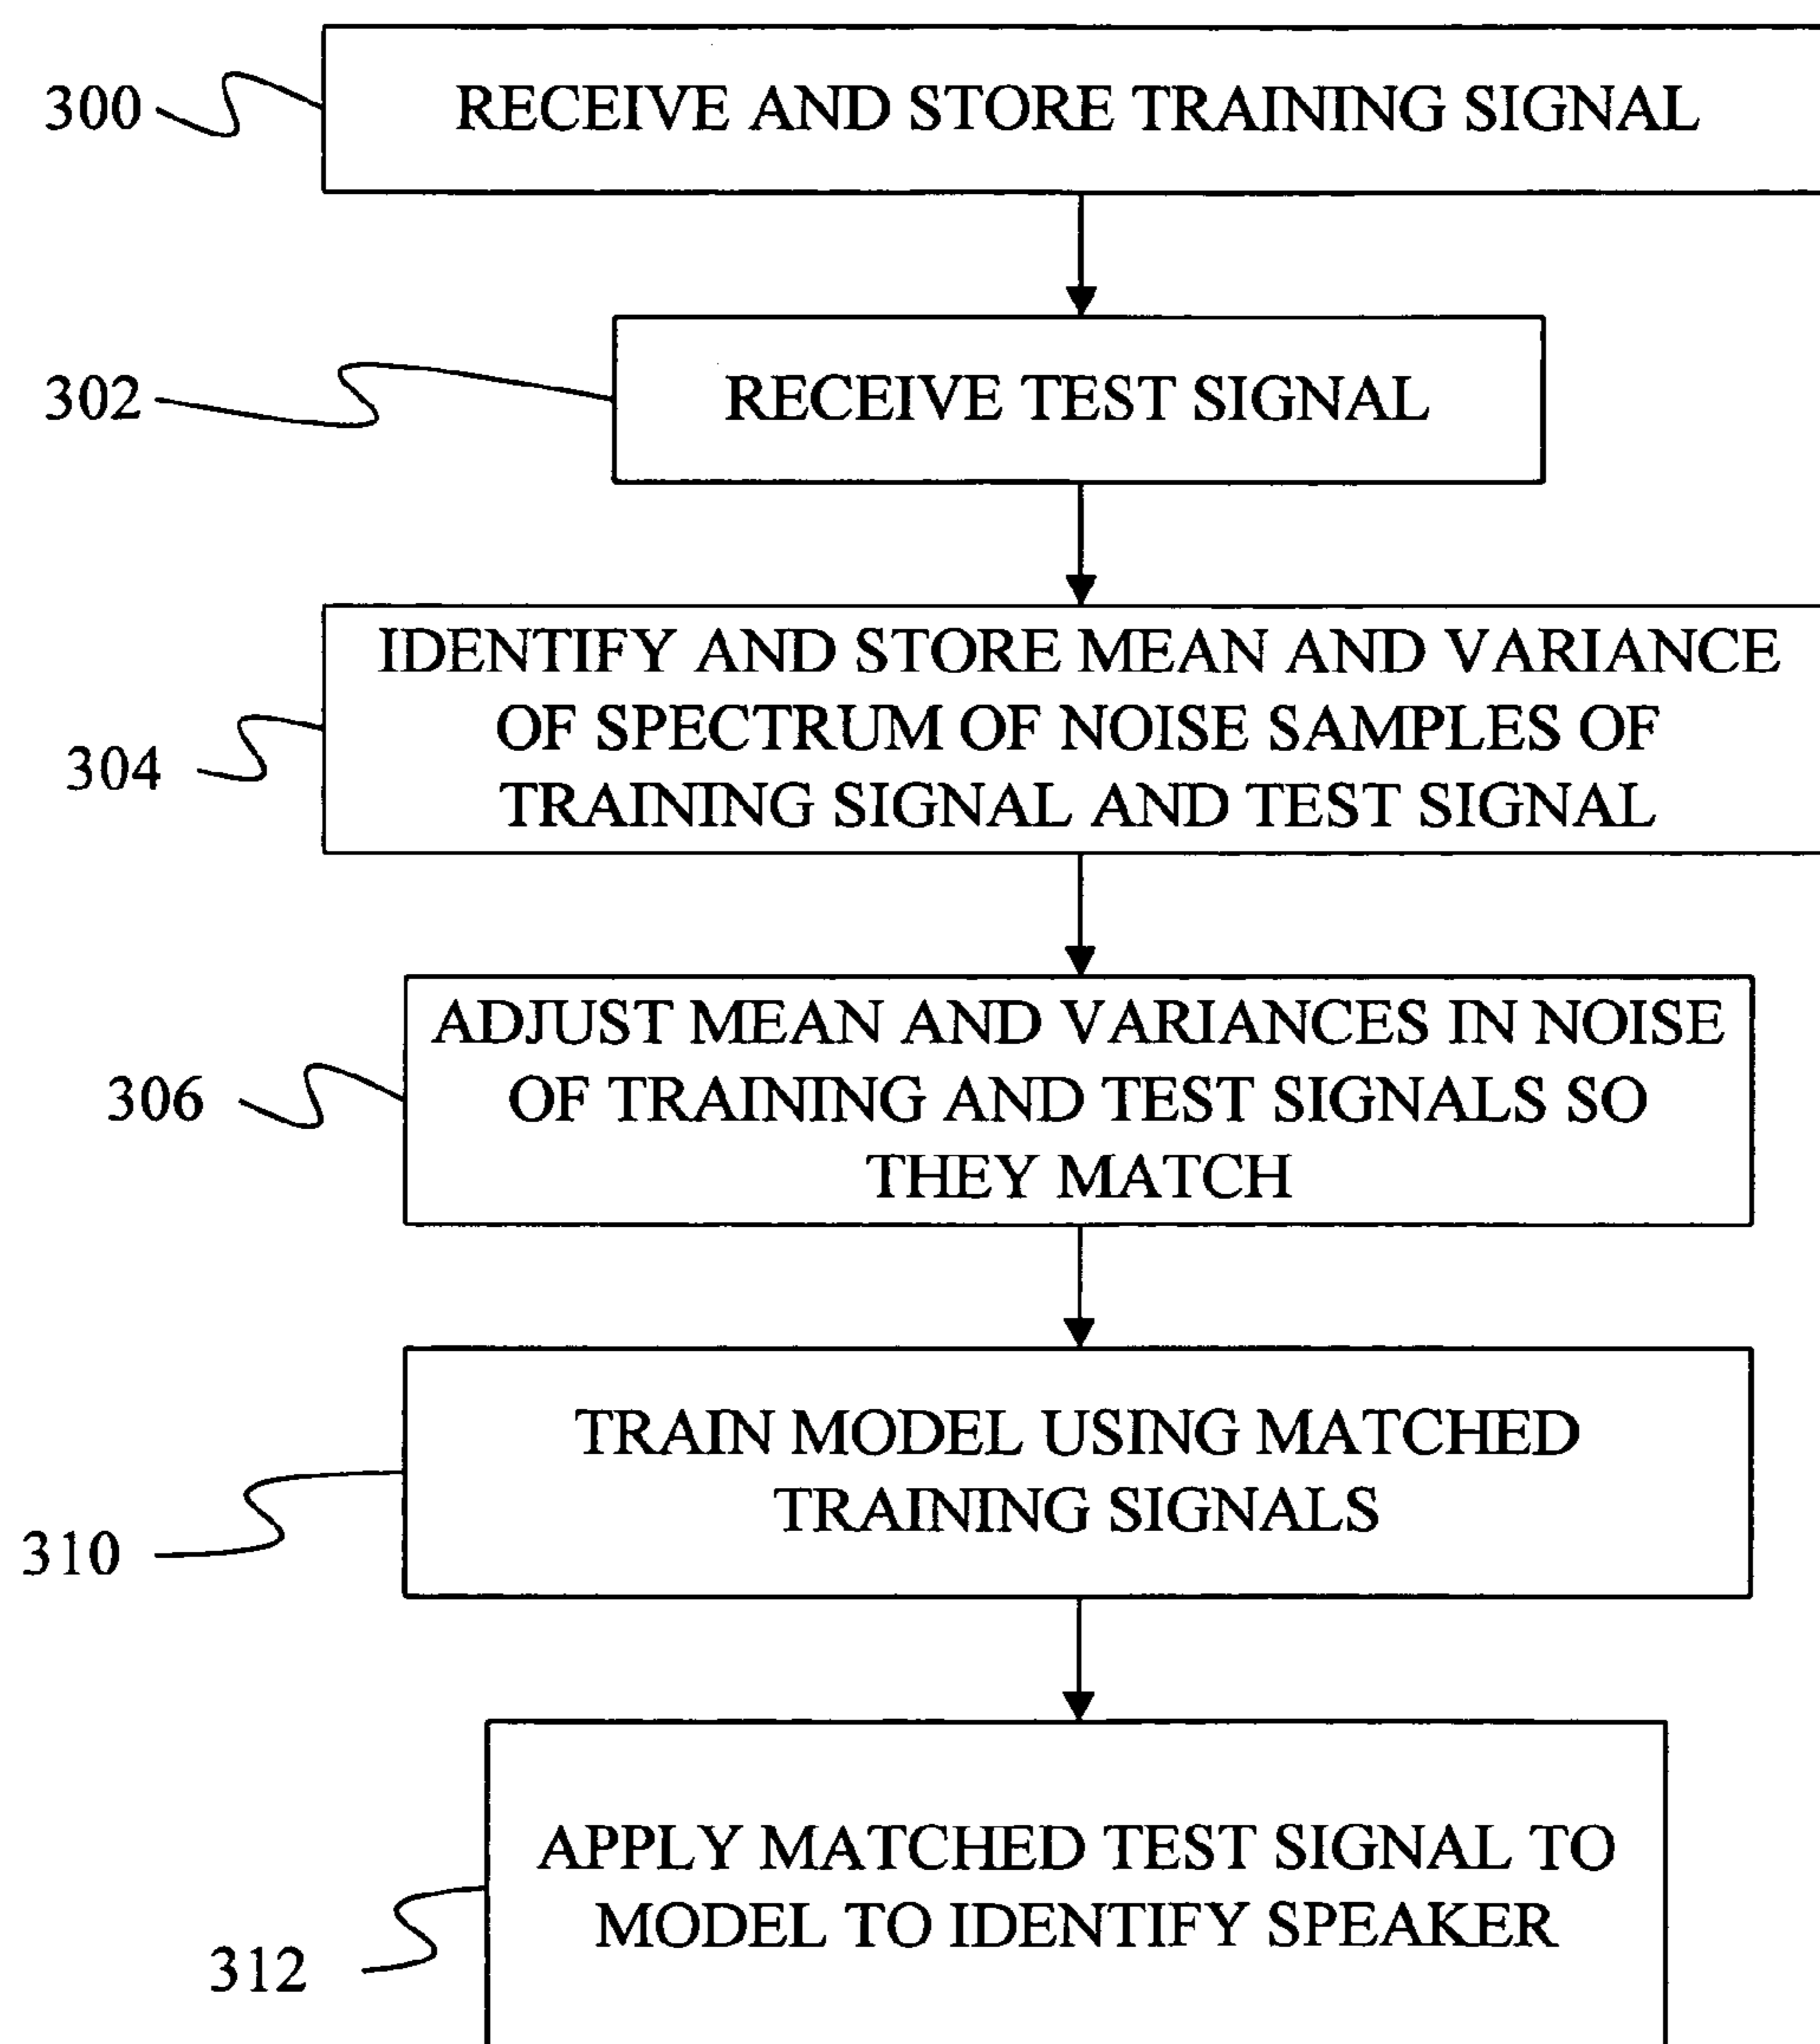 300
RECEIVE AND STORE TRAINING SIGNAL
302
RECEIVE TEST SIGNAL
304
IDENTIFY AND STORE MEAN AND VARIANCE
OF SPECTRUM OF NOISE SAMPLES OF
TRAINING SIGNAL AND TEST SIGNAL
306
ADJUST MEAN AND VARIANCES IN NOISE
OF TRAINING AND TEST SIGNALS SO
THEY MATCH
310
TRAIN MODEL USING MATCHED
TRAINING SIGNALS
312
APPLY MATCHED TEST SIGNAL TO
MODEL TO IDENTIFY SPEAKER